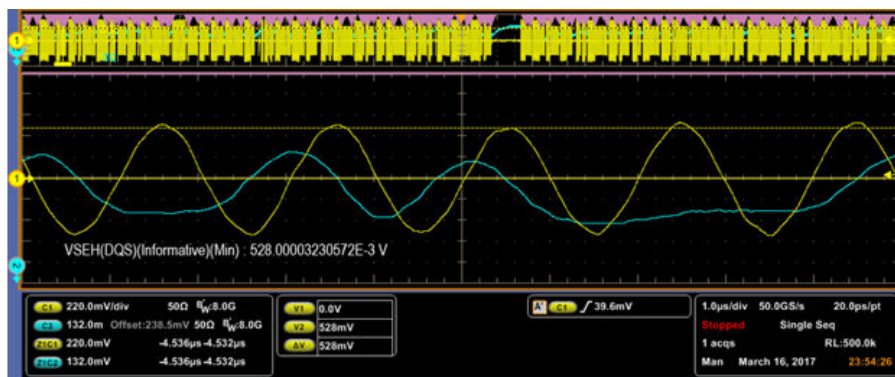 1
1
VSEH(DQS)(Informative)(Min) : 528.00003230572E-3 V
2
C1 220.0mV/div 50Ω BW:8.0G
C2 132.0m Offset:238.5mV 50Ω BW:8.0G
Z1C1 220.0mV -4.536µs -4.532µs
Z1C2 132.0mV -4.536µs -4.532µs
V1 0.0V
V2 528mV
ΔV 528mV
A' C1 39.6mV
1.0µs/div 50.0GS/s 20.0ps/pt
Stopped Single Seq
1 acqs RL:500.0k
Man March 16, 2017 23:54:26